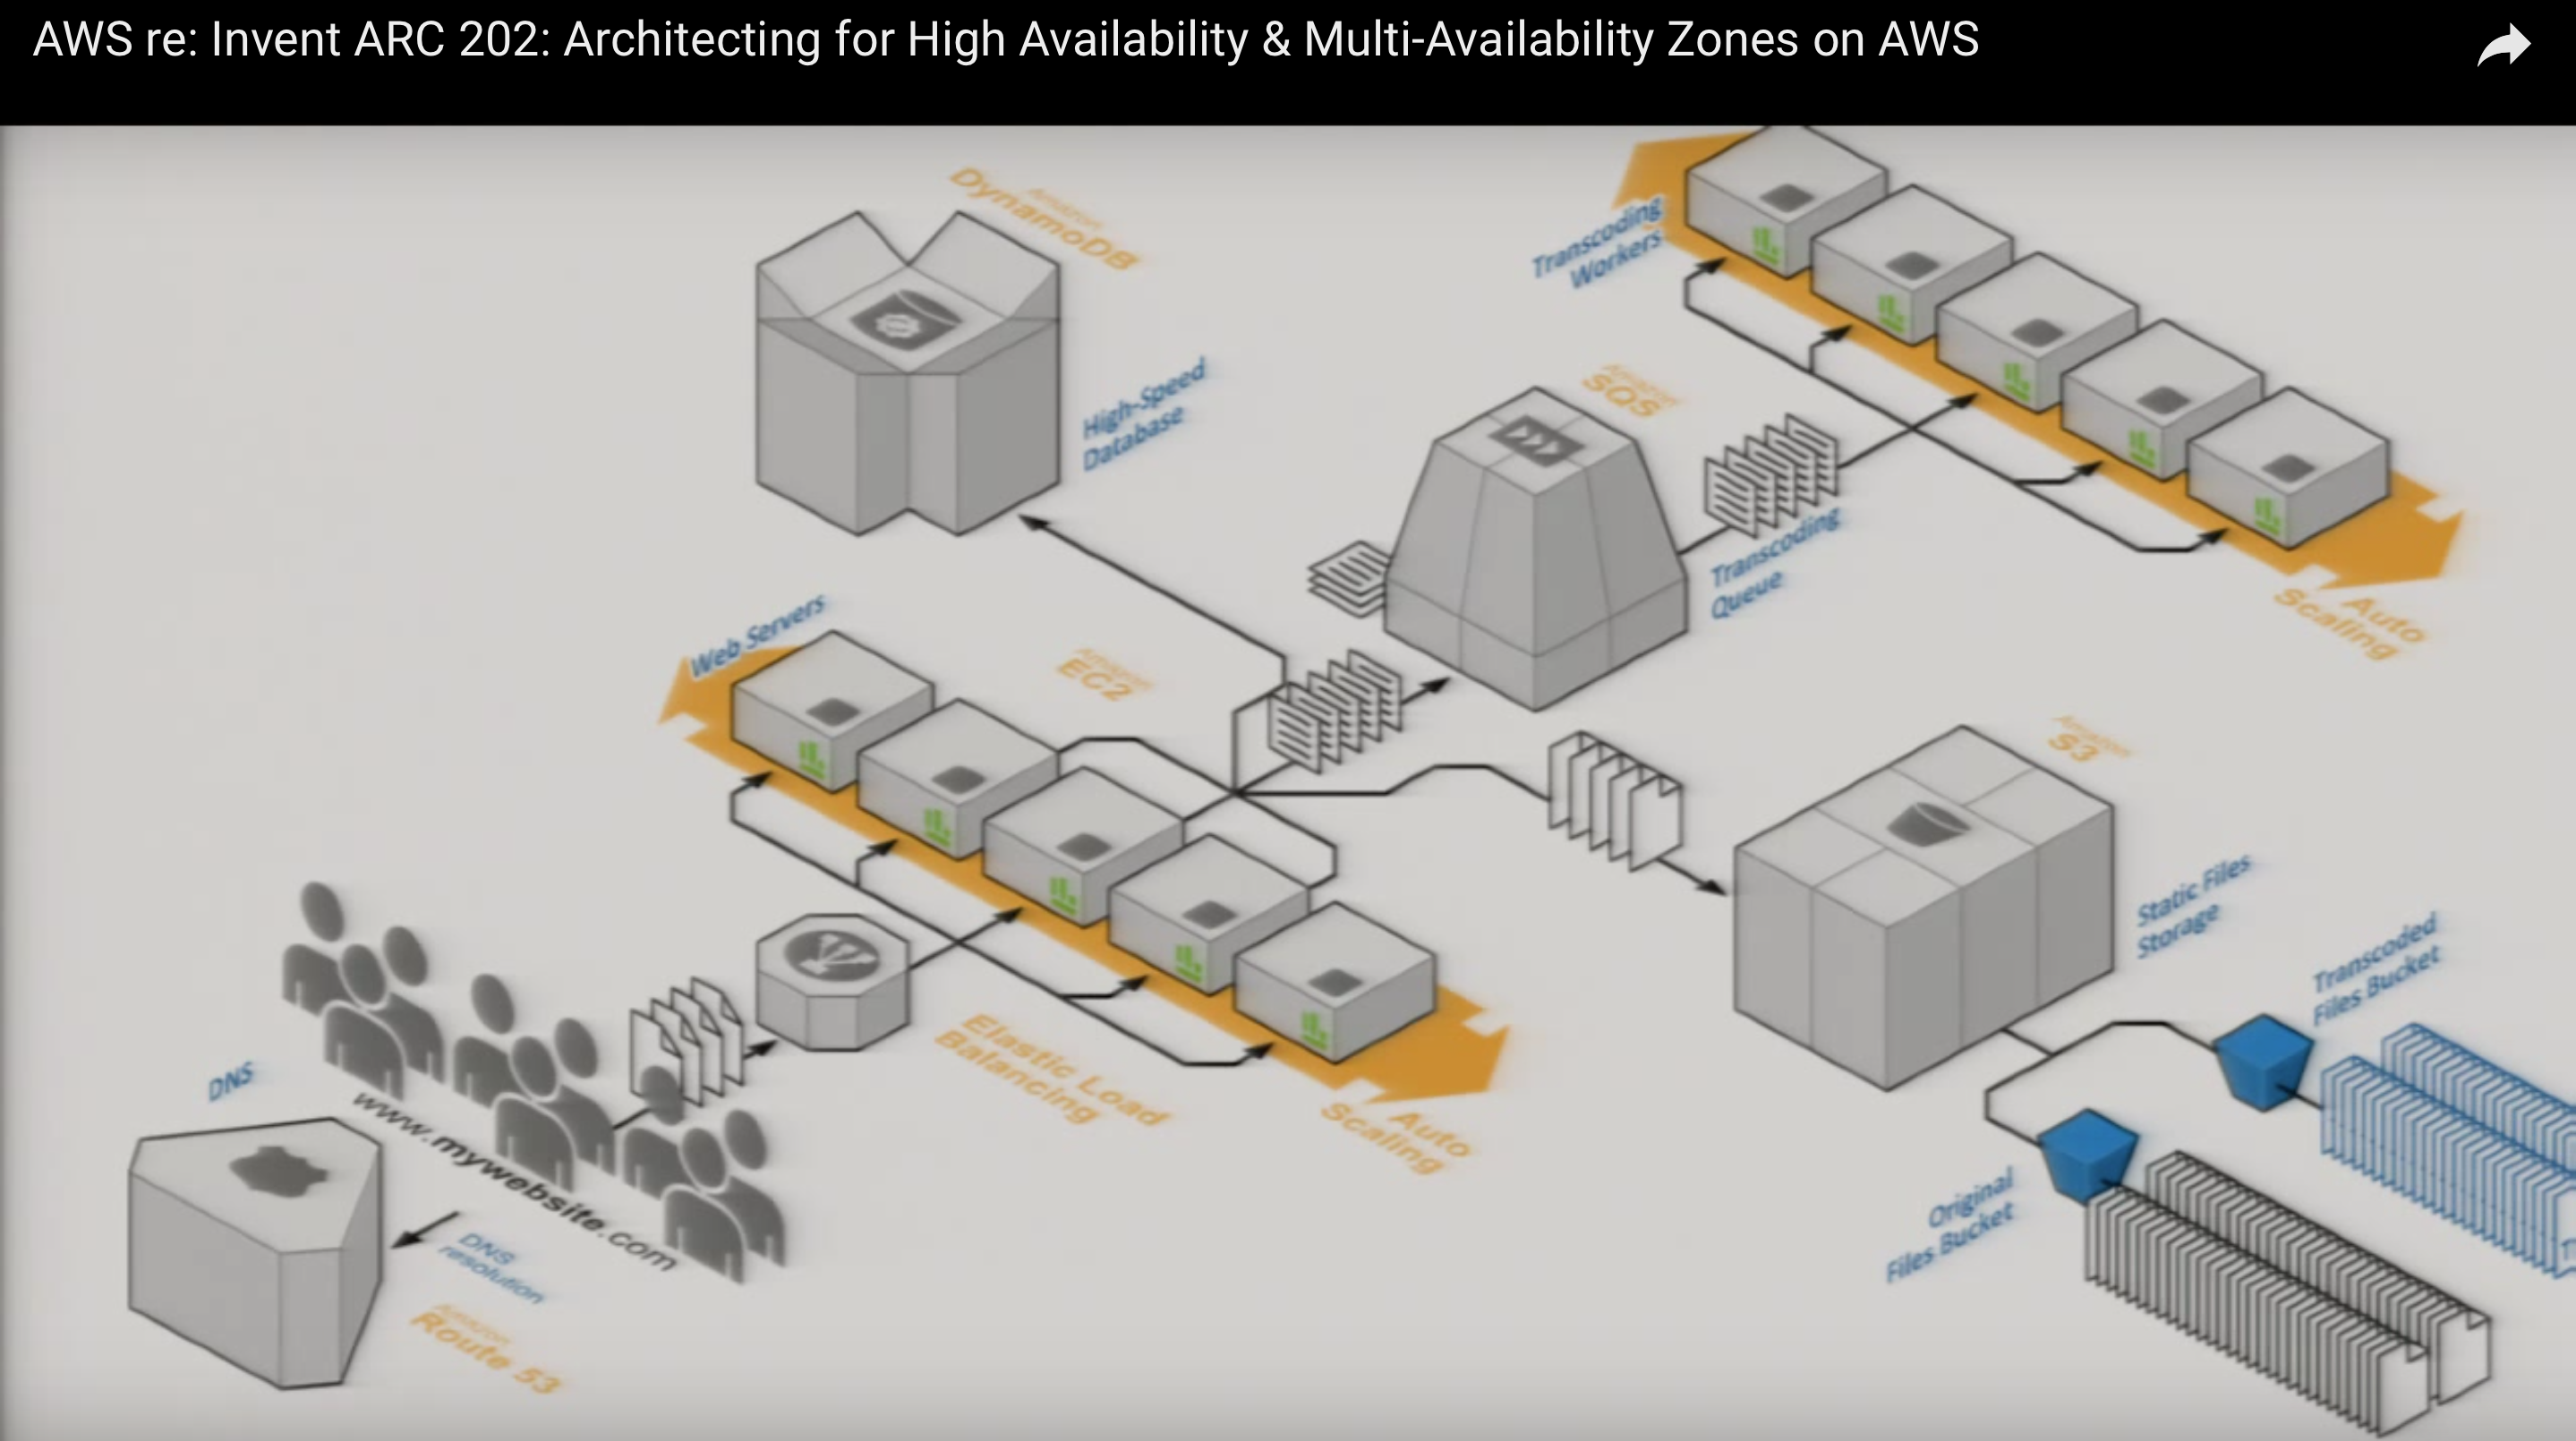 AWS re: Invent ARC 202: Architecting for High Availability & Multi-Availability Zones on AWS
Amazon
DynamoDB
High-Speed
Database
Transcoding
Workers
Amazon
SQS
Transcoding
Queue
Auto
Scaling
Web Servers
Amazon
EC2
Amazon
S3
Static Files
Storage
Transcoded
Files Bucket
Original
Files Bucket
Elastic Load
Balancing
Auto
Scaling
DNS
www.mywebsite.com
DNS
resolution
Amazon
Route 53